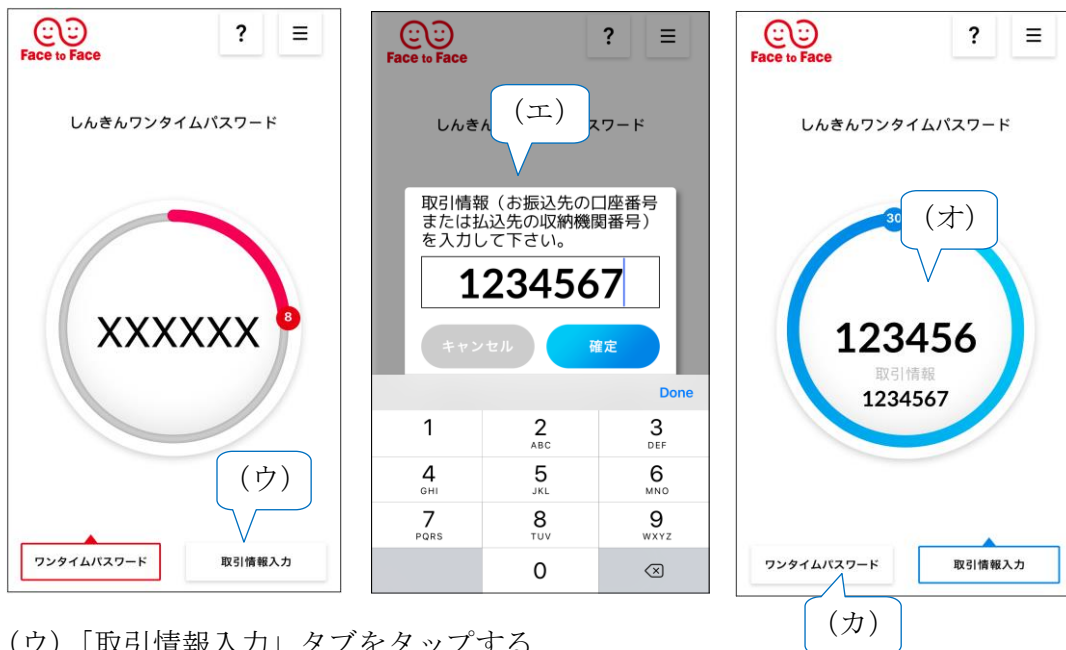 Face to Face
?
≡
しんきんワンタイムパスワード
XXXXXX
8
(ウ)
ワンタイムパスワード
取引情報入力
Face to Face
?
≡
(エ)
しんきん
スワード
取引情報(お振込先の口座番号
または払込先の収納機関番号)
を入力して下さい。
1234567
キャンセル
確定
Done
1
2
ABC
3
DEF
4
GHI
5
JKL
6
MNO
7
PQRS
8
TUV
9
WXYZ
0
Face to Face
?
≡
しんきんワンタイムパスワード
30
(オ)
123456
取引情報
1234567
ワンタイムパスワード
取引情報入力
(カ)
(ウ)「取引情報入力」タブをタップする